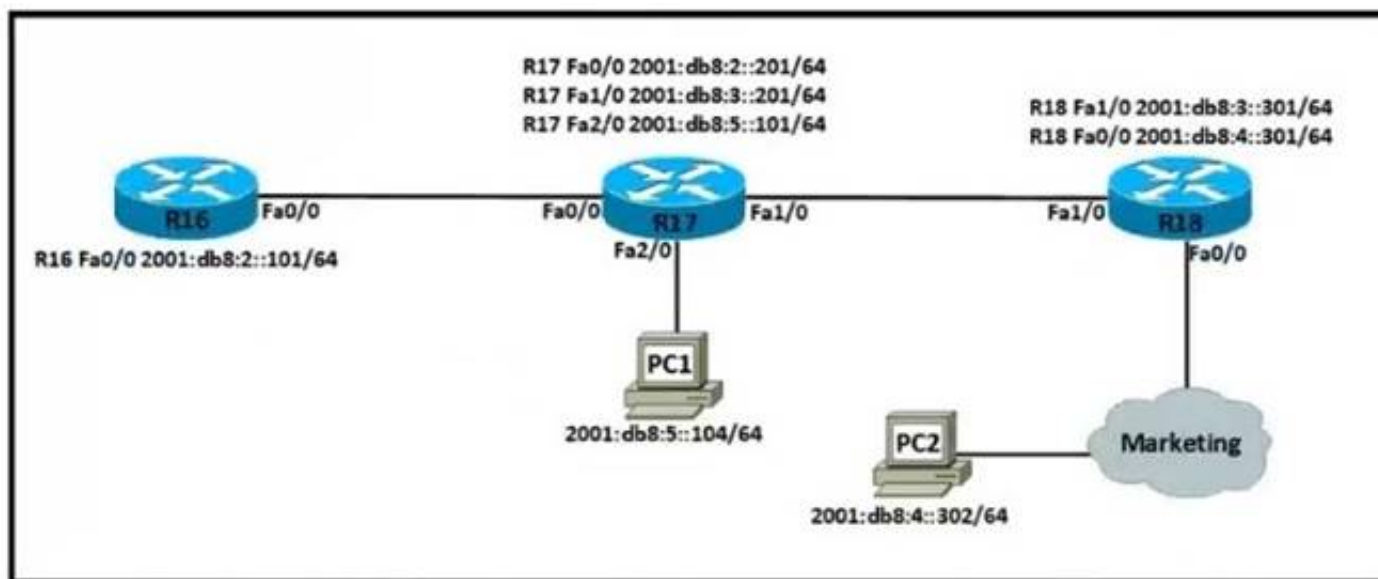 R17 Fa0/0 2001:db8:2::201/64
R17 Fa1/0 2001:db8:3::201/64
R17 Fa2/0 2001:db8:5::101/64
R18 Fa1/0 2001:db8:3::301/64
R18 Fa0/0 2001:db8:4::301/64
R16
Fa0/0
Fa0/0
R17
Fa1/0
Fa1/0
R18
Fa2/0
Fa0/0
R16 Fa0/0 2001:db8:2::101/64
PC1
2001:db8:5::104/64
PC2
Marketing
2001:db8:4::302/64